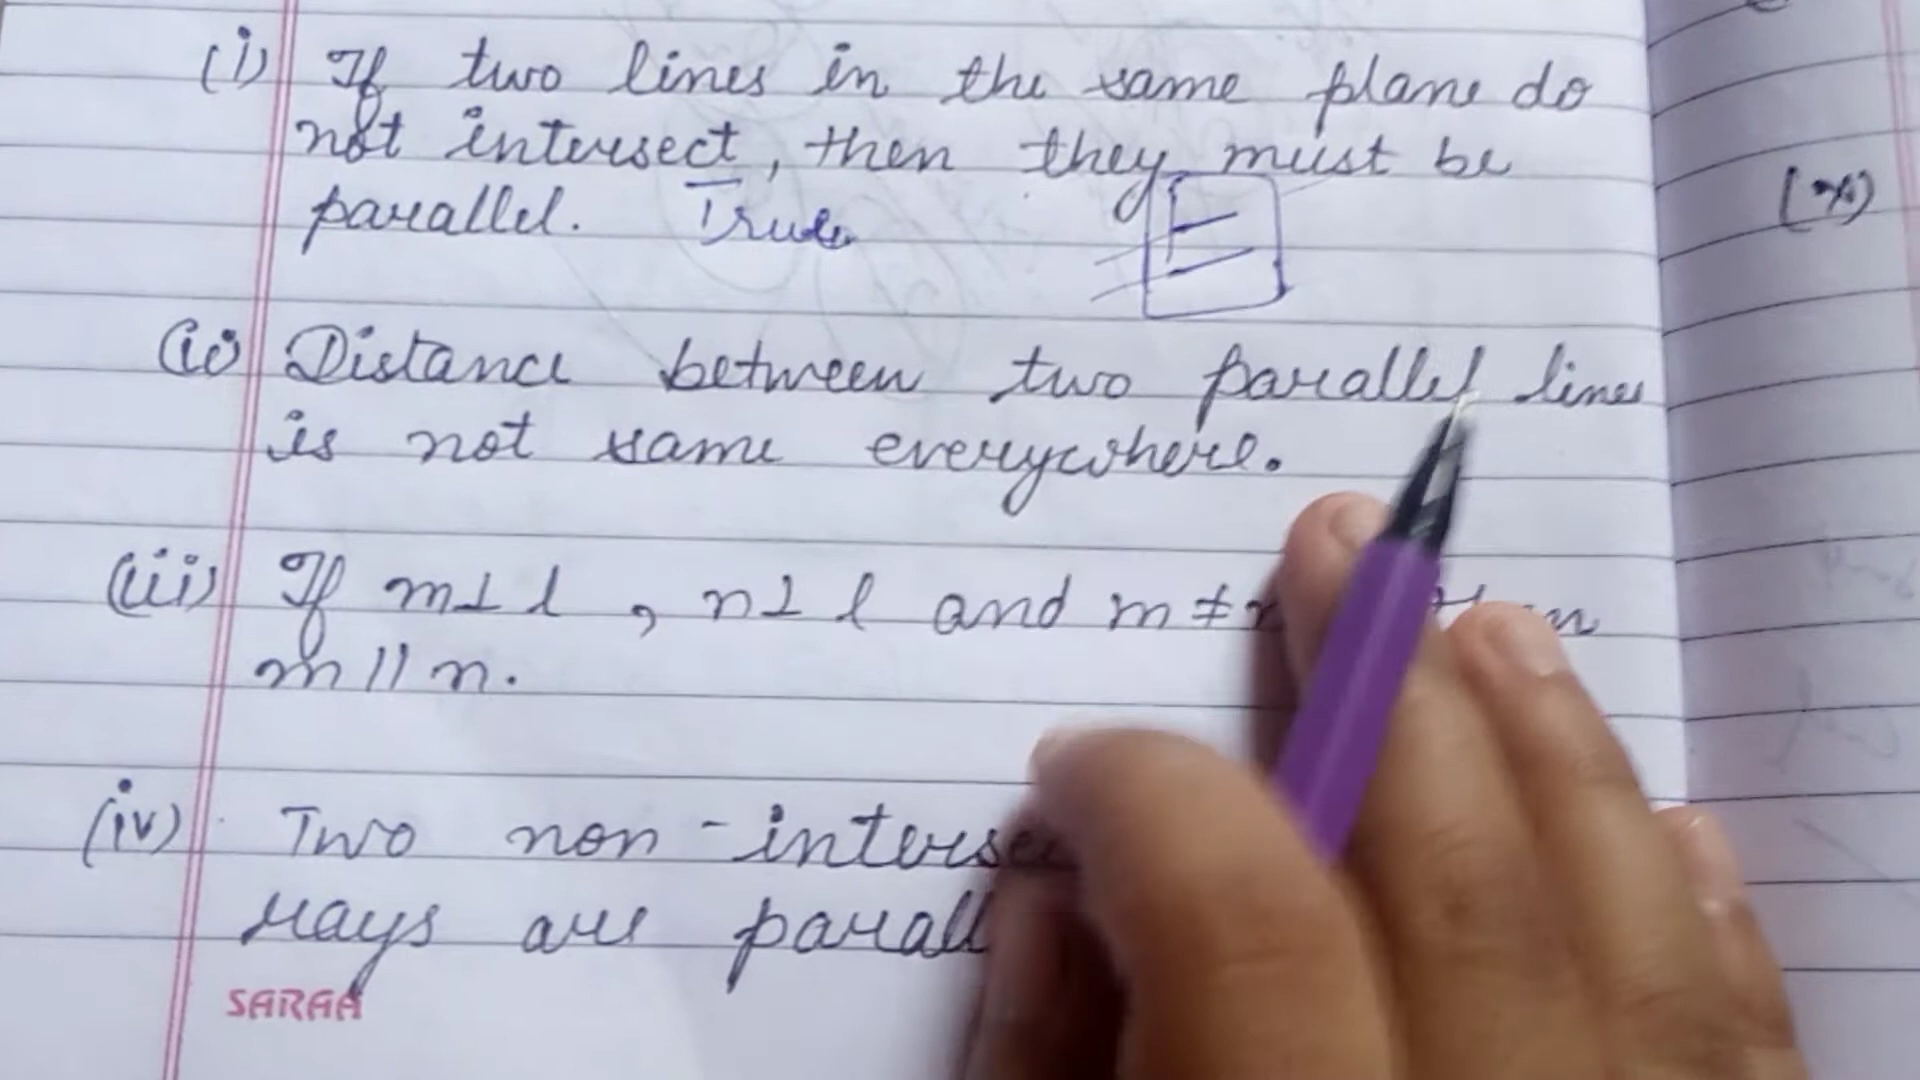 (i) If two lines in the same plane do
not intersect, then they must be
parallel. True
(ii) Distance between two parallel lines
is not same everywhere.
(iii) If m⊥l, n⊥l and m≠n
m||n.
(iv) Two non-interse
rays are parall
SARAA